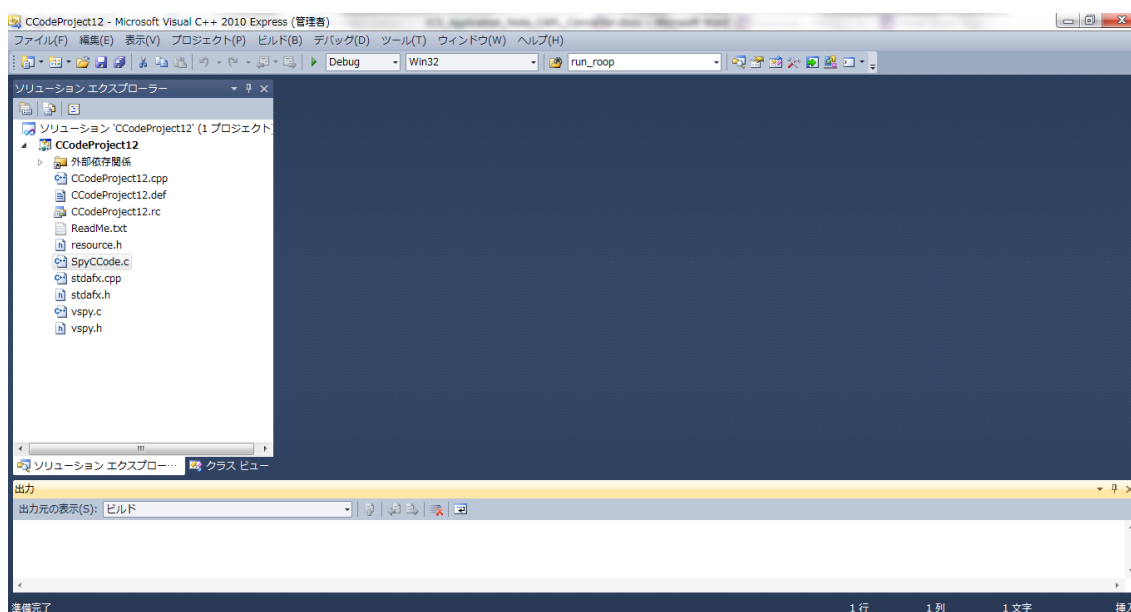 CCodeProject12 - Microsoft Visual C++ 2010 Express (管理者)
ファイル(F) 編集(E) 表示(V) プロジェクト(P) ビルド(B) デバッグ(D) ツール(T) ウィンドウ(W) ヘルプ(H)
Debug Win32 run_roop
ソリューション エクスプローラー
ソリューション 'CCodeProject12' (1 プロジェクト)
CCodeProject12
外部依存関係
CCodeProject12.cpp
CCodeProject12.def
CCodeProject12.rc
ReadMe.txt
resource.h
SpyCCode.c
stdafx.cpp
stdafx.h
vspy.c
vspy.h
ソリューション エクスプロー… クラス ビュー
出力
出力元の表示(S): ビルド
準備完了 1 行 1 列 1 文字 挿入